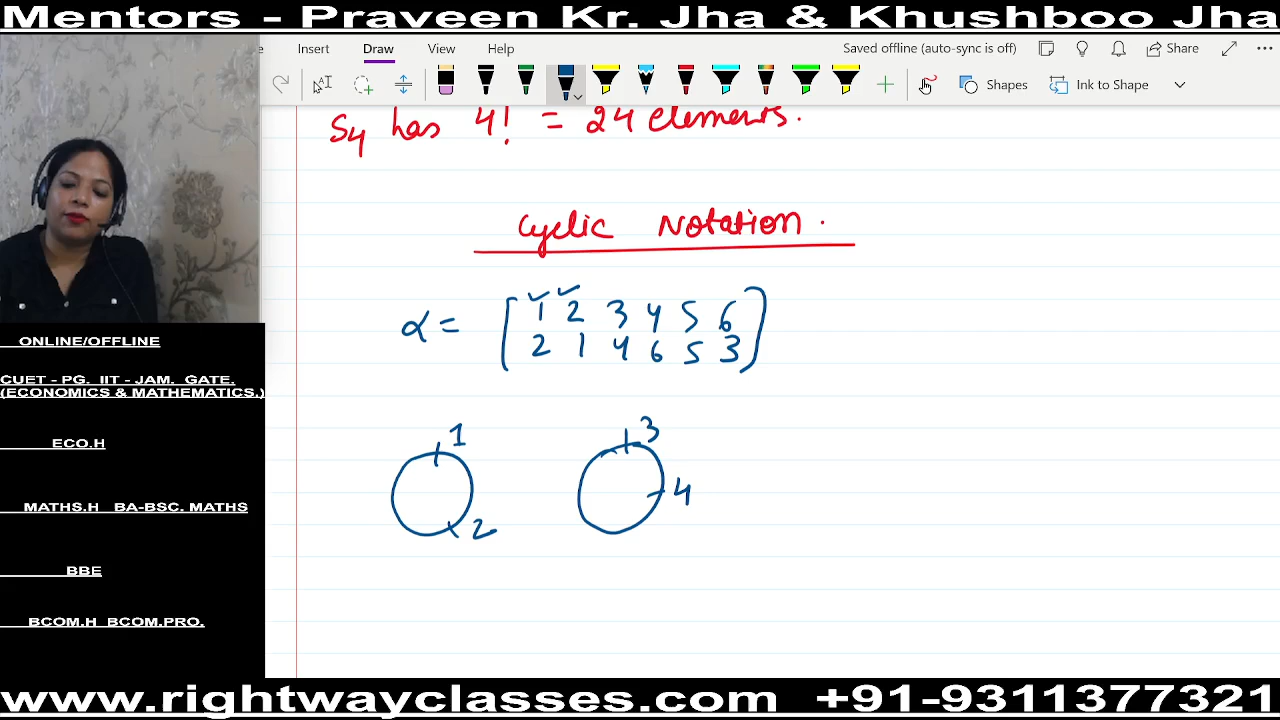 Mentors - Praveen Kr. Jha & Khushboo Jha
Insert Draw View Help Saved offline (auto-sync is off) Share
Shapes Ink to Shape
S4 has 4! = 24 elements.
Cyclic Notation.
α = [1 2 3 4 5 6
2 1 4 6 5 3]
1 3
4
2
ONLINE/OFFLINE
CUET - PG. IIT - JAM. GATE.
(ECONOMICS & MATHEMATICS.)
ECO.H
MATHS.H BA-BSC. MATHS
BBE
BCOM.H BCOM.PRO.
www.rightwayclasses.com +91-9311377321